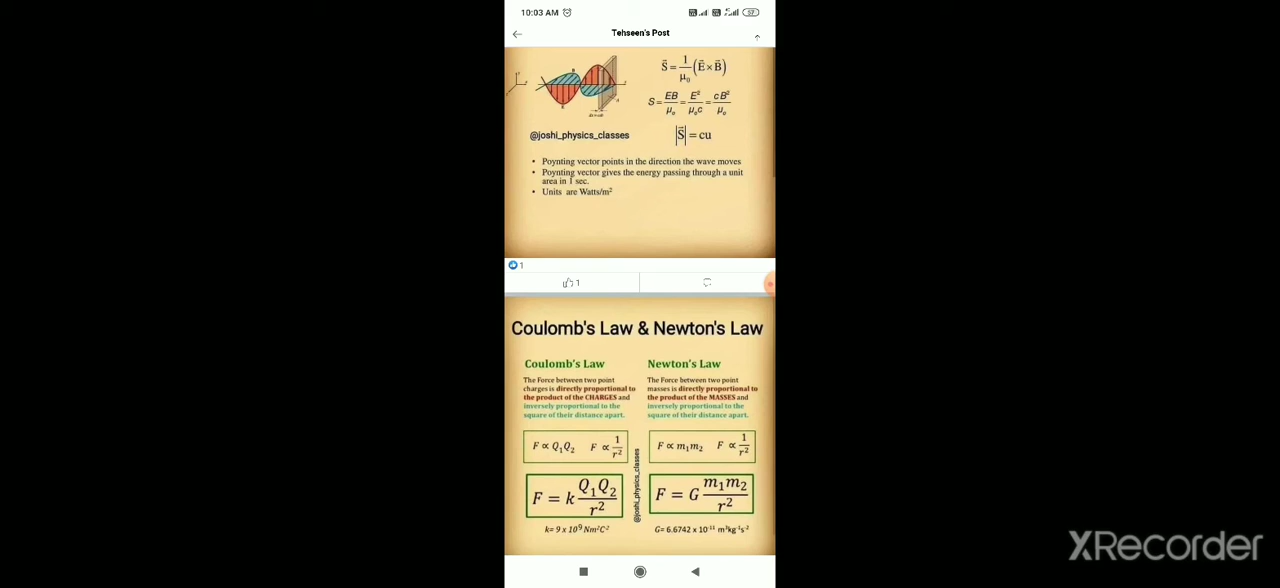 10:03 AM
57
Tehseen's Post
S⃗ = 1/μ₀ (E⃗ × B⃗)
S = EB/μ₀ = E²/μ₀c = cB²/μ₀
@joshi_physics_classes
|S⃗| = cu
• Poynting vector points in the direction the wave moves
• Poynting vector gives the energy passing through a unit
area in 1 sec.
• Units are Watts/m²
1
1
Coulomb's Law & Newton's Law
Coulomb's Law
The Force between two point
charges is directly proportional to
the product of the CHARGES and
inversely proportional to the
square of their distance apart.
F ∝ Q₁Q₂ F ∝ 1/r²
F = k Q₁Q₂/r²
k= 9 x 10⁹ Nm²C⁻²
@joshi_physics_classes
Newton's Law
The Force between two point
masses is directly proportional to
the product of the MASSES and
inversely proportional to the
square of their distance apart.
F ∝ m₁m₂ F ∝ 1/r²
F = G m₁m₂/r²
G= 6.6742 x 10⁻¹¹ m³kg⁻¹s⁻²
XRecorder